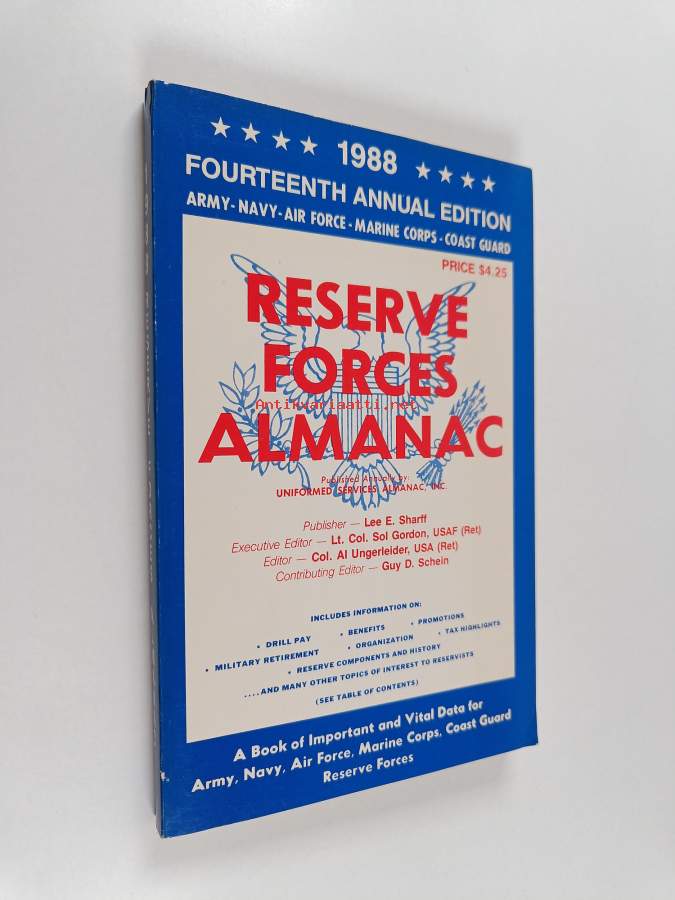 ★ ★ ★ ★ 1988 ★ ★ ★ ★
FOURTEENTH ANNUAL EDITION
ARMY - NAVY - AIR FORCE - MARINE CORPS - COAST GUARD
PRICE $4.25
RESERVE
FORCES
Antikvariaatti.net
ALMANAC
Published Annually by:
UNIFORMED SERVICES ALMANAC, INC.
Publisher — Lee E. Sharff
Executive Editor — Lt. Col. Sol Gordon, USAF (Ret)
Editor — Col. Al Ungerleider, USA (Ret)
Contributing Editor — Guy D. Schein
INCLUDES INFORMATION ON:
• DRILL PAY • BENEFITS • PROMOTIONS
• MILITARY RETIREMENT • ORGANIZATION • TAX HIGHLIGHTS
• RESERVE COMPONENTS AND HISTORY
....AND MANY OTHER TOPICS OF INTEREST TO RESERVISTS
(SEE TABLE OF CONTENTS)
A Book of Important and Vital Data for
Army, Navy, Air Force, Marine Corps, Coast Guard
Reserve Forces